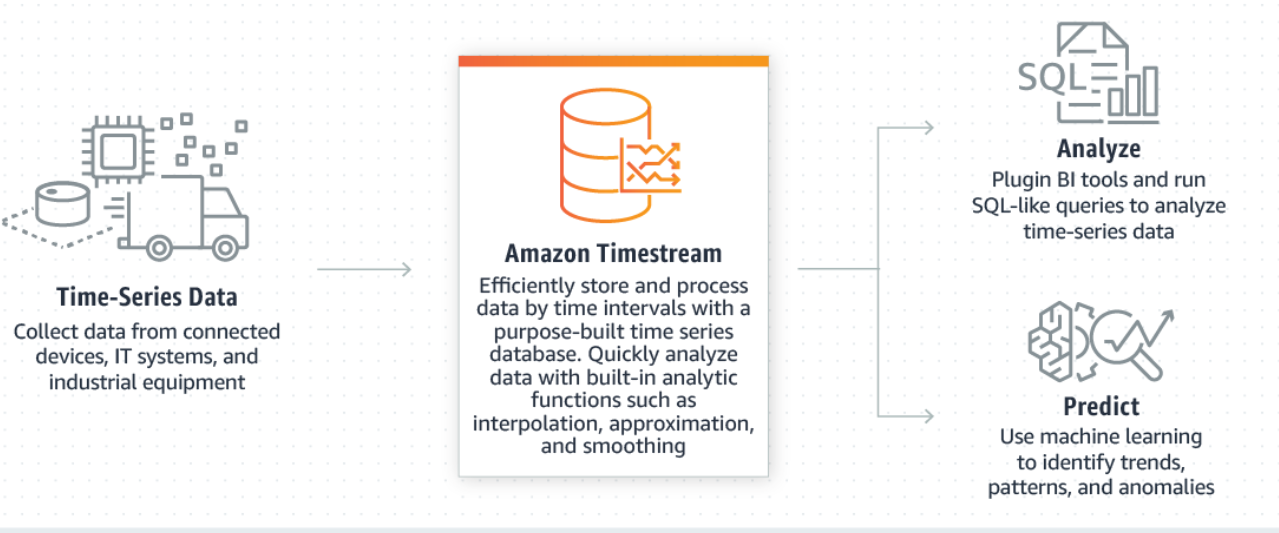 Time-Series Data
Collect data from connected
devices, IT systems, and
industrial equipment
Amazon Timestream
Efficiently store and process
data by time intervals with a
purpose-built time series
database. Quickly analyze
data with built-in analytic
functions such as
interpolation, approximation,
and smoothing
SQL
Analyze
Plugin BI tools and run
SQL-like queries to analyze
time-series data
Predict
Use machine learning
to identify trends,
patterns, and anomalies